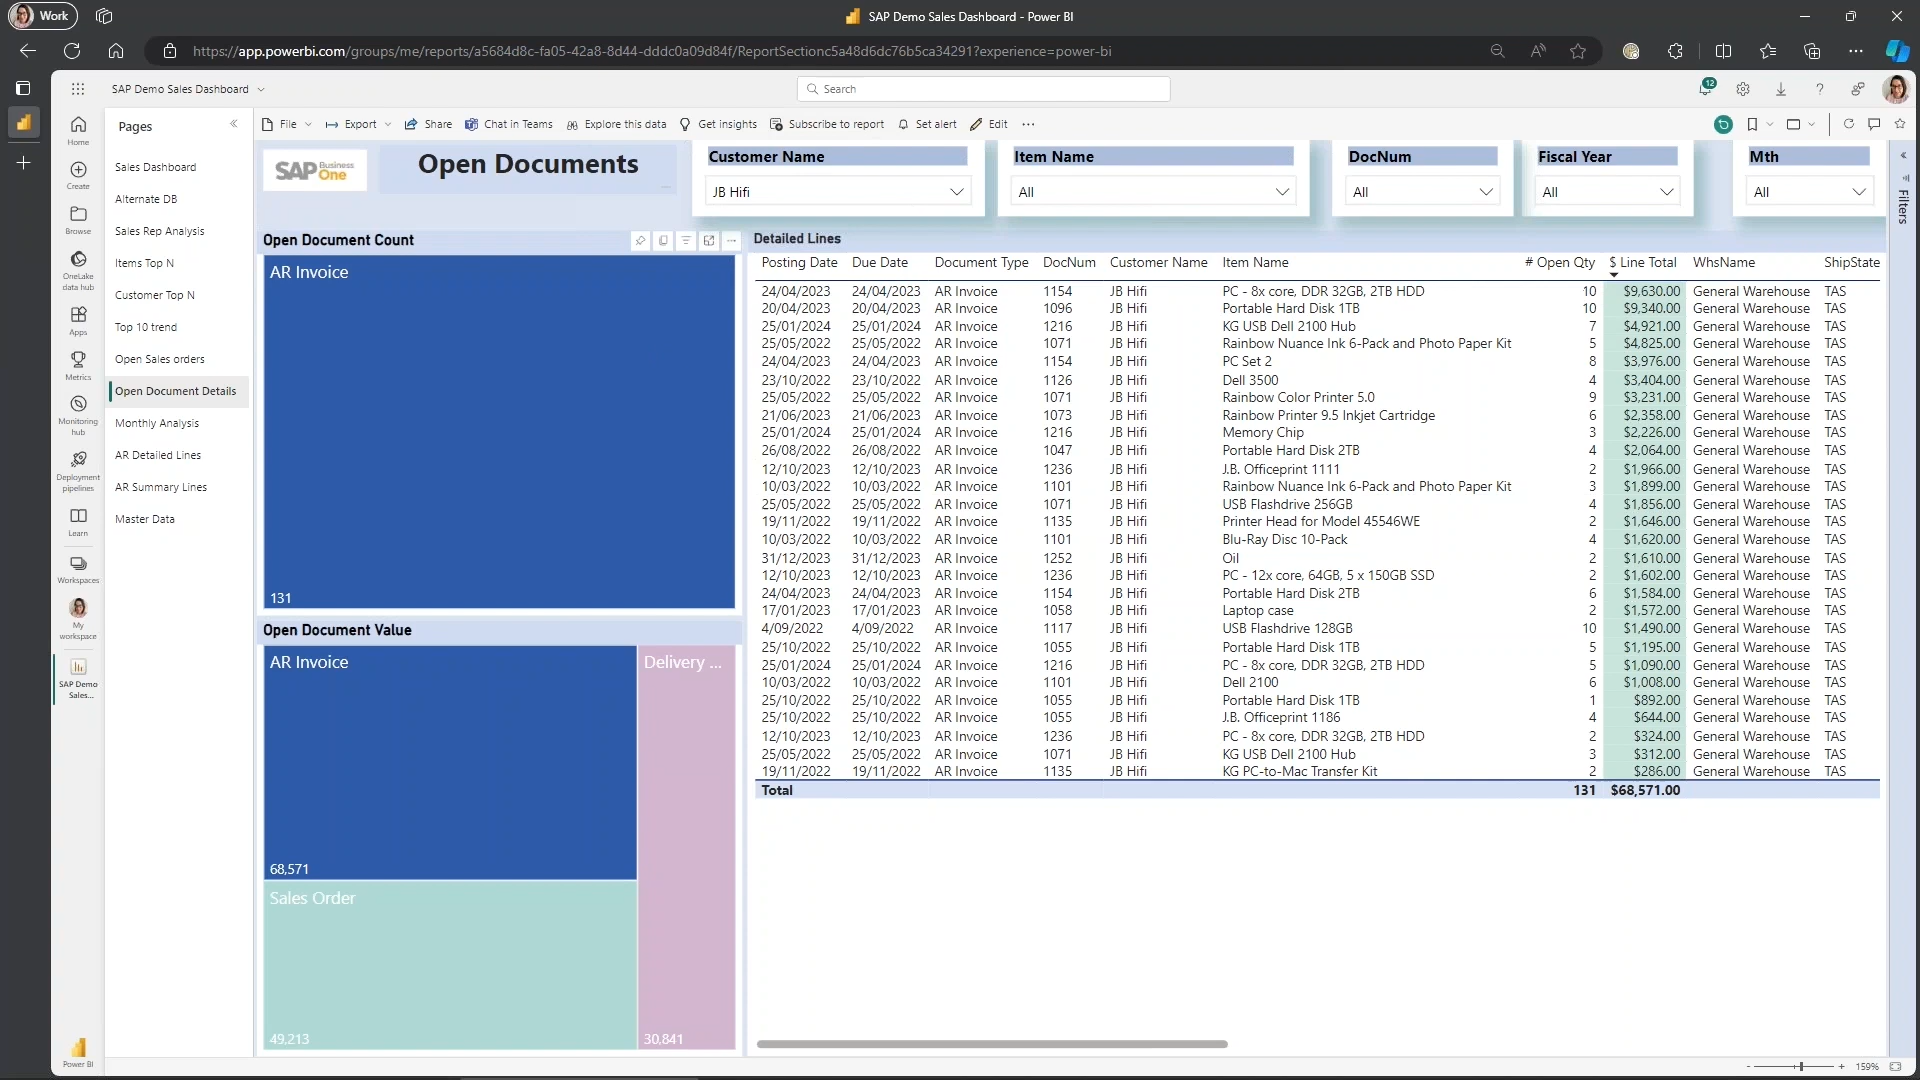 Work
SAP Demo Sales Dashboard - Power BI
https://app.powerbi.com/groups/me/reports/a5684d8c-fa05-42a8-8d44-dddc0a09d84f/ReportSectionc5a48d6dc76b5ca34291?experience=power-bi
SAP Demo Sales Dashboard
Search
12
Home
Create
Browse
OneLake
data hub
Apps
Metrics
Monitoring
hub
Deployment
pipelines
Learn
Workspaces
My
workspace
SAP Demo
Sales...
Power BI
Pages
Sales Dashboard
Alternate DB
Sales Rep Analysis
Items Top N
Customer Top N
Top 10 trend
Open Sales orders
Open Document Details
Monthly Analysis
AR Detailed Lines
AR Summary Lines
Master Data
File Export Share Chat in Teams Explore this data Get insights Subscribe to report Set alert Edit
SAP Business One
Open Documents
Customer Name
JB Hifi
Item Name
All
DocNum
All
Fiscal Year
All
Mth
All
Filters
Open Document Count
AR Invoice
131
Open Document Value
AR Invoice
68,571
Delivery ...
30,841
Sales Order
49,213
Detailed Lines
Posting Date Due Date Document Type DocNum Customer Name Item Name # Open Qty $ Line Total WhsName ShipState
24/04/2023 24/04/2023 AR Invoice 1154 JB Hifi PC - 8x core, DDR 32GB, 2TB HDD 10 $9,630.00 General Warehouse TAS
20/04/2023 20/04/2023 AR Invoice 1096 JB Hifi Portable Hard Disk 1TB 10 $9,340.00 General Warehouse TAS
25/01/2024 25/01/2024 AR Invoice 1216 JB Hifi KG USB Dell 2100 Hub 7 $4,921.00 General Warehouse TAS
25/05/2022 25/05/2022 AR Invoice 1071 JB Hifi Rainbow Nuance Ink 6-Pack and Photo Paper Kit 5 $4,825.00 General Warehouse TAS
24/04/2023 24/04/2023 AR Invoice 1154 JB Hifi PC Set 2 8 $3,976.00 General Warehouse TAS
23/10/2022 23/10/2022 AR Invoice 1126 JB Hifi Dell 3500 4 $3,404.00 General Warehouse TAS
25/05/2022 25/05/2022 AR Invoice 1071 JB Hifi Rainbow Color Printer 5.0 9 $3,231.00 General Warehouse TAS
21/06/2023 21/06/2023 AR Invoice 1073 JB Hifi Rainbow Printer 9.5 Inkjet Cartridge 6 $2,358.00 General Warehouse TAS
25/01/2024 25/01/2024 AR Invoice 1216 JB Hifi Memory Chip 3 $2,226.00 General Warehouse TAS
26/08/2022 26/08/2022 AR Invoice 1047 JB Hifi Portable Hard Disk 2TB 4 $2,064.00 General Warehouse TAS
12/10/2023 12/10/2023 AR Invoice 1236 JB Hifi J.B. Officeprint 1111 2 $1,966.00 General Warehouse TAS
10/03/2022 10/03/2022 AR Invoice 1101 JB Hifi Rainbow Nuance Ink 6-Pack and Photo Paper Kit 3 $1,899.00 General Warehouse TAS
25/05/2022 25/05/2022 AR Invoice 1071 JB Hifi USB Flashdrive 256GB 4 $1,856.00 General Warehouse TAS
19/11/2022 19/11/2022 AR Invoice 1135 JB Hifi Printer Head for Model 45546WE 2 $1,646.00 General Warehouse TAS
10/03/2022 10/03/2022 AR Invoice 1101 JB Hifi Blu-Ray Disc 10-Pack 4 $1,620.00 General Warehouse TAS
31/12/2023 31/12/2023 AR Invoice 1252 JB Hifi Oil 2 $1,610.00 General Warehouse TAS
12/10/2023 12/10/2023 AR Invoice 1236 JB Hifi PC - 12x core, 64GB, 5 x 150GB SSD 2 $1,602.00 General Warehouse TAS
24/04/2023 24/04/2023 AR Invoice 1154 JB Hifi Portable Hard Disk 2TB 6 $1,584.00 General Warehouse TAS
17/01/2023 17/01/2023 AR Invoice 1058 JB Hifi Laptop case 2 $1,572.00 General Warehouse TAS
4/09/2022 4/09/2022 AR Invoice 1117 JB Hifi USB Flashdrive 128GB 10 $1,490.00 General Warehouse TAS
25/10/2022 25/10/2022 AR Invoice 1055 JB Hifi Portable Hard Disk 1TB 5 $1,195.00 General Warehouse TAS
25/01/2024 25/01/2024 AR Invoice 1216 JB Hifi PC - 8x core, DDR 32GB, 2TB HDD 5 $1,090.00 General Warehouse TAS
10/03/2022 10/03/2022 AR Invoice 1101 JB Hifi Dell 2100 6 $1,008.00 General Warehouse TAS
25/10/2022 25/10/2022 AR Invoice 1055 JB Hifi Portable Hard Disk 1TB 1 $892.00 General Warehouse TAS
25/10/2022 25/10/2022 AR Invoice 1055 JB Hifi J.B. Officeprint 1186 4 $644.00 General Warehouse TAS
12/10/2023 12/10/2023 AR Invoice 1236 JB Hifi PC - 8x core, DDR 32GB, 2TB HDD 2 $324.00 General Warehouse TAS
25/05/2022 25/05/2022 AR Invoice 1071 JB Hifi KG USB Dell 2100 Hub 3 $312.00 General Warehouse TAS
19/11/2022 19/11/2022 AR Invoice 1135 JB Hifi KG PC-to-Mac Transfer Kit 2 $286.00 General Warehouse TAS
Total 131 $68,571.00
159%